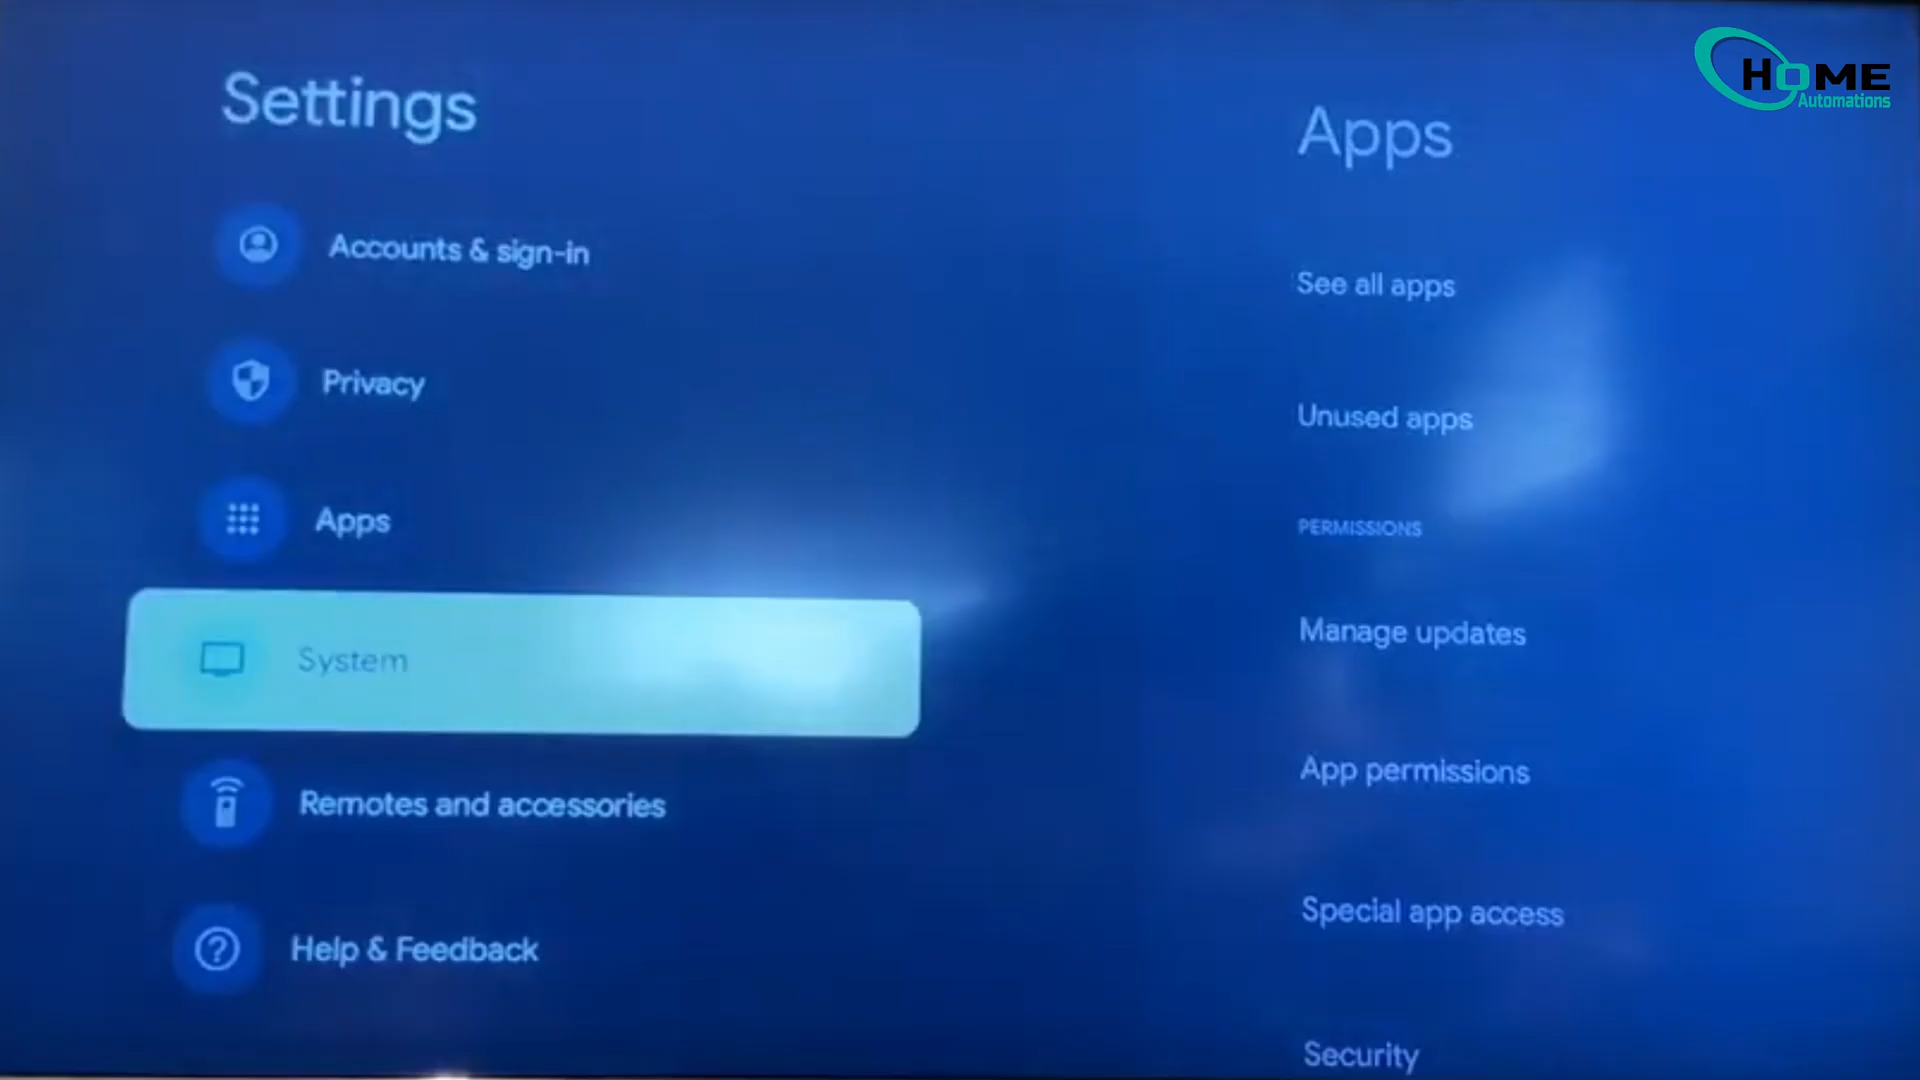 Settings
Accounts & sign-in
Privacy
Apps
System
Remotes and accessories
Help & Feedback
Apps
See all apps
Unused apps
PERMISSIONS
Manage updates
App permissions
Special app access
Security
HOME
Automations